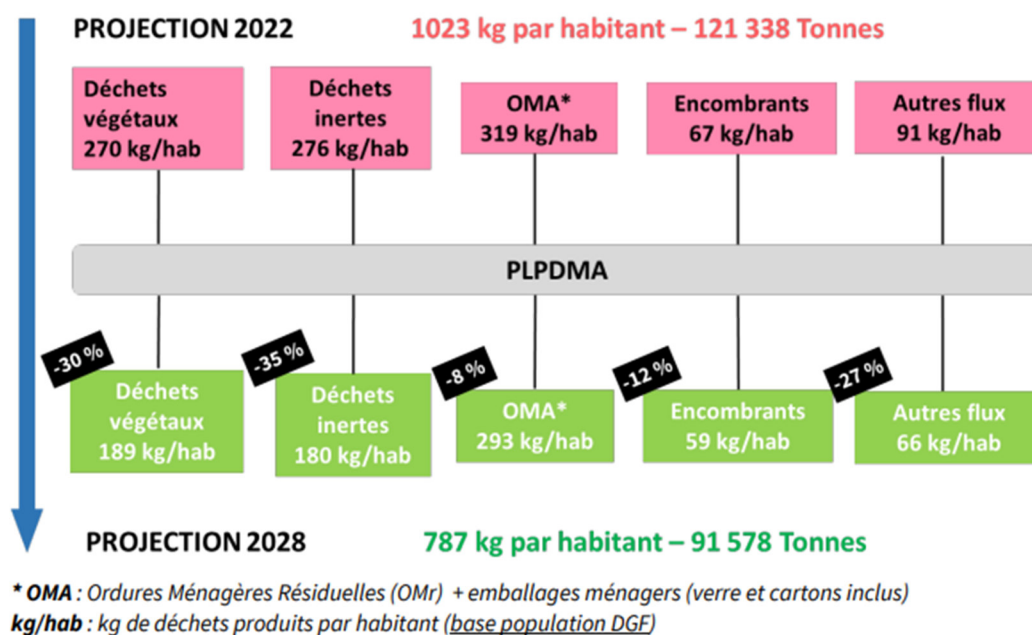 PROJECTION 2022
1023 kg par habitant – 121 338 Tonnes
Déchets
végétaux
270 kg/hab
Déchets
inertes
276 kg/hab
OMA*
319 kg/hab
Encombrants
67 kg/hab
Autres flux
91 kg/hab
PLPDMA
-30 %
Déchets
végétaux
189 kg/hab
-35 %
Déchets
inertes
180 kg/hab
-8 %
OMA*
293 kg/hab
-12 %
Encombrants
59 kg/hab
-27 %
Autres flux
66 kg/hab
PROJECTION 2028
787 kg par habitant – 91 578 Tonnes
* OMA : Ordures Ménagères Résiduelles (OMr) + emballages ménagers (verre et cartons inclus)
kg/hab : kg de déchets produits par habitant (base population DGF)